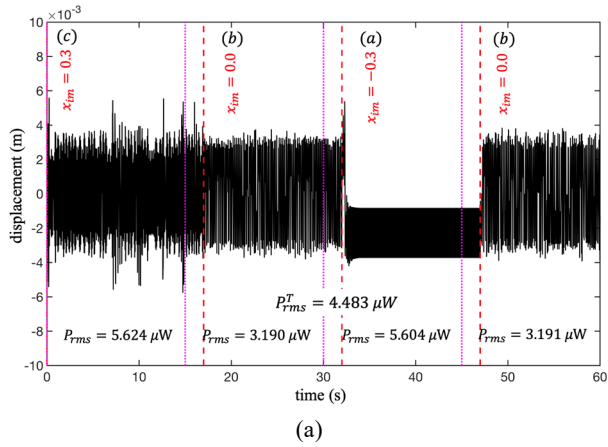 10 ×10⁻³
8
6
4
2
0
-2
-4
-6
-8
-10
displacement (m)
(c)
(b)
(a)
(b)
x_im = 0.3
x_im = 0.0
x_im = −0.3
x_im = 0.0
P^T_rms = 4.483 μW
P_rms = 5.624 μW
P_rms = 3.190 μW
P_rms = 5.604 μW
P_rms = 3.191 μW
0 10 20 30 40 50 60
time (s)
(a)